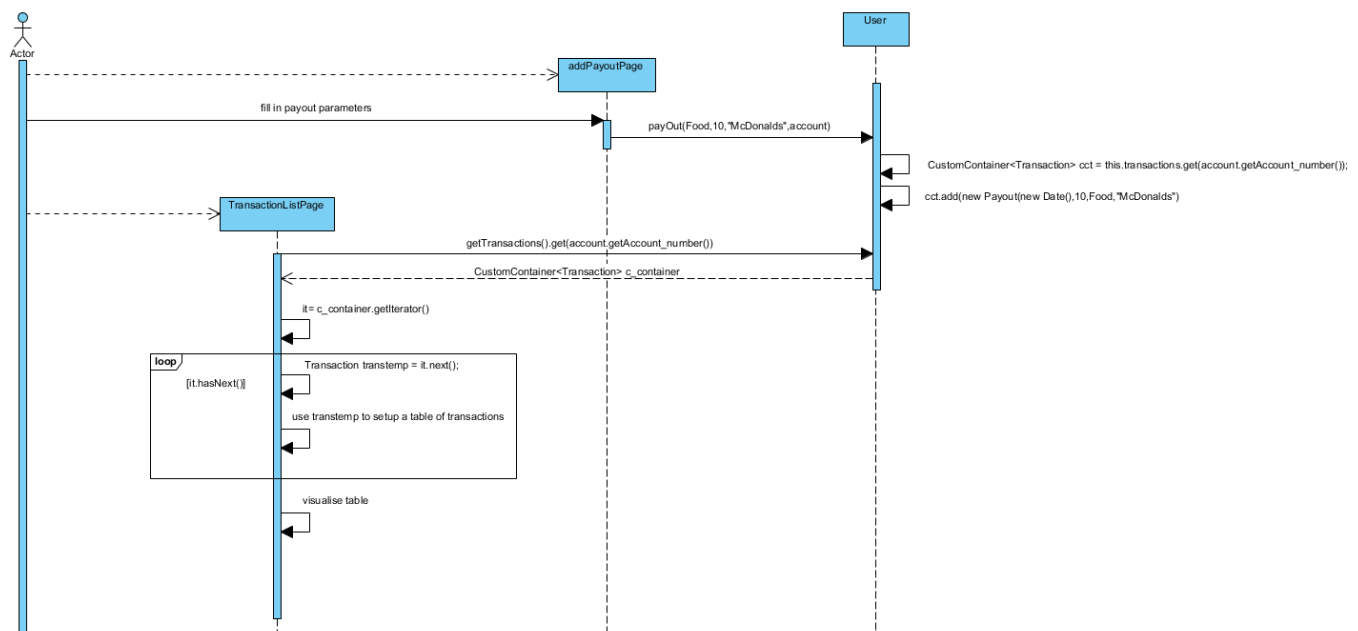 User
Actor
addPayoutPage
fill in payout parameters
payOut(Food,10,"McDonalds",account)
CustomContainer<Transaction> cct = this.transactions.get(account.getAccount_number());
cct.add(new Payout(new Date(),10,Food,"McDonalds")
TransactionListPage
getTransactions().get(account.getAccount_number())
CustomContainer<Transaction> c_container
it= c_container.getIterator()
loop
Transaction transtemp = it.next();
[it.hasNext()]
use transtemp to setup a table of transactions
visualise table